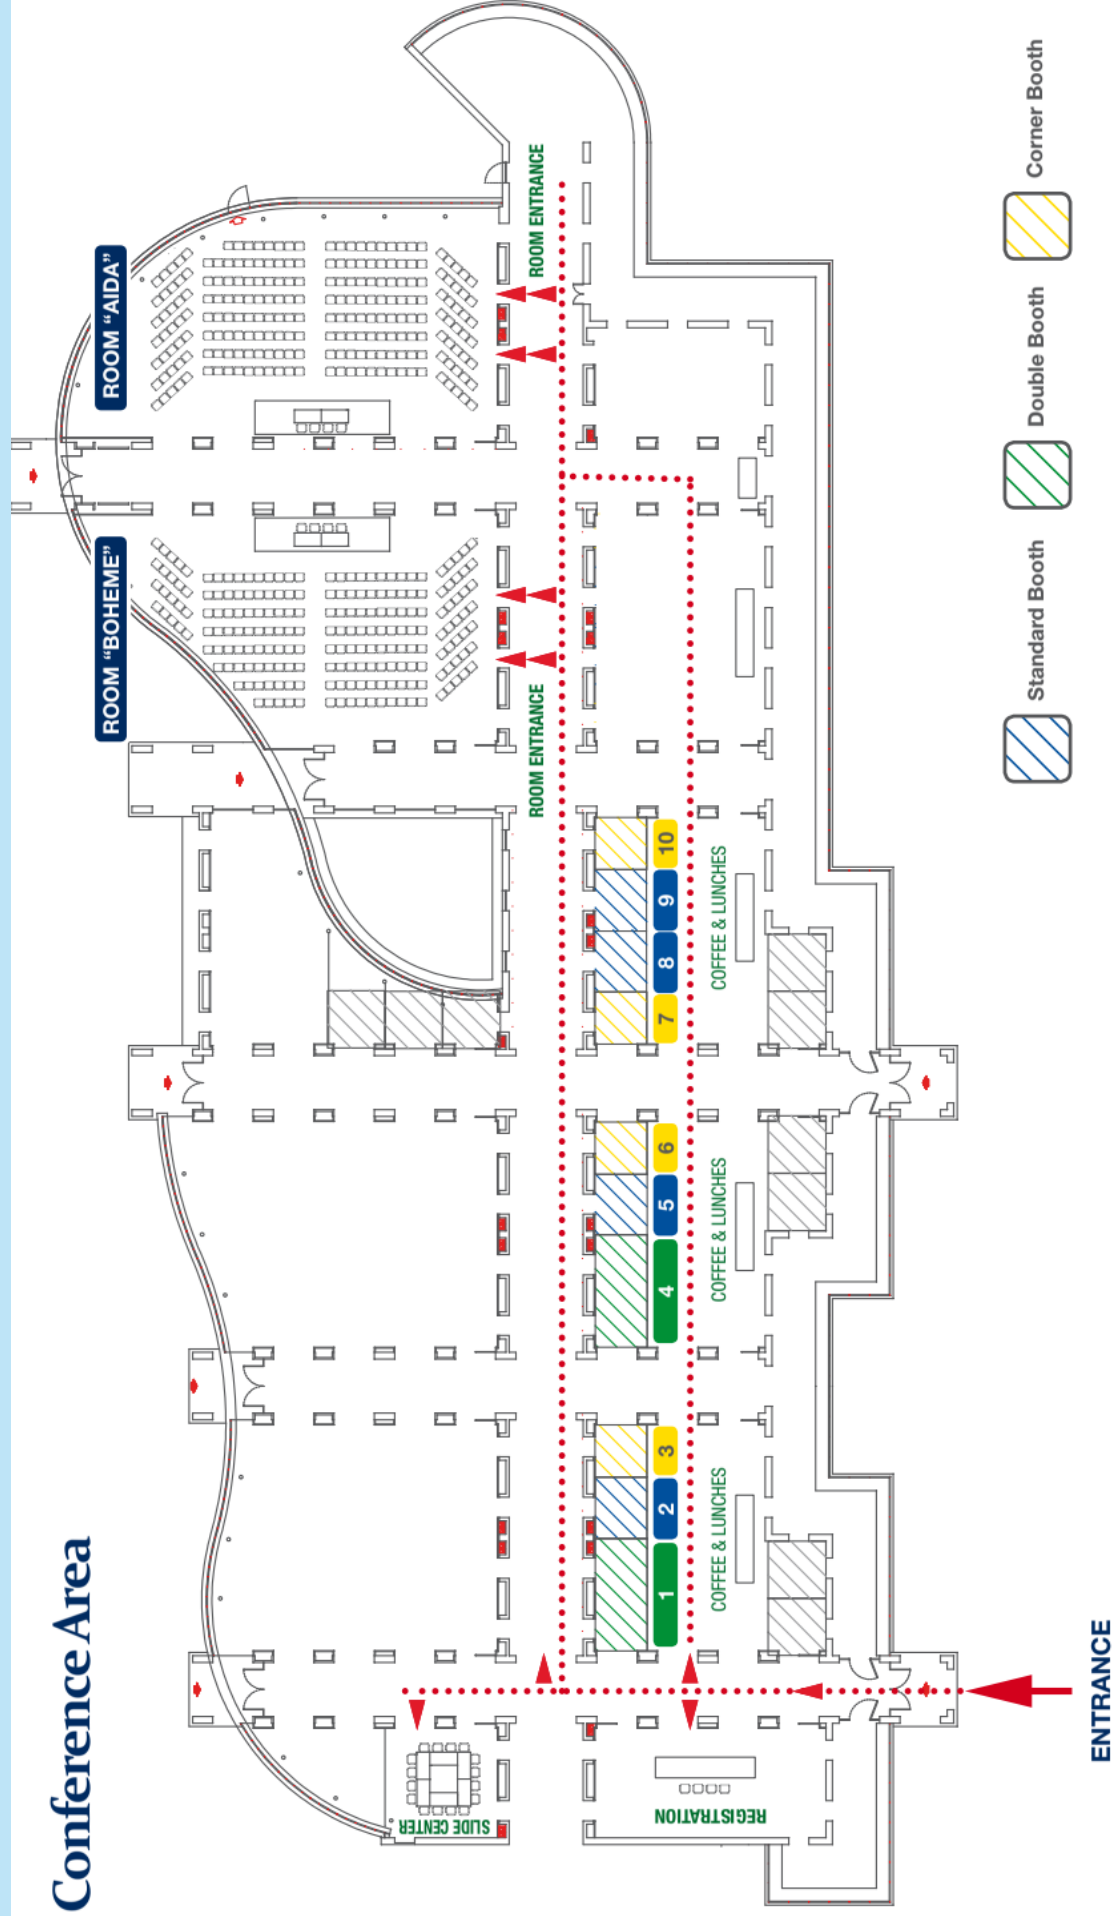 Conference Area
ROOM “BOHEME”
ROOM “AIDA”
ROOM ENTRANCE
ROOM ENTRANCE
SLIDE CENTER
REGISTRATION
1
2
3
4
5
6
7
8
9
10
COFFEE & LUNCHES
COFFEE & LUNCHES
COFFEE & LUNCHES
Standard Booth
Double Booth
Corner Booth
ENTRANCE